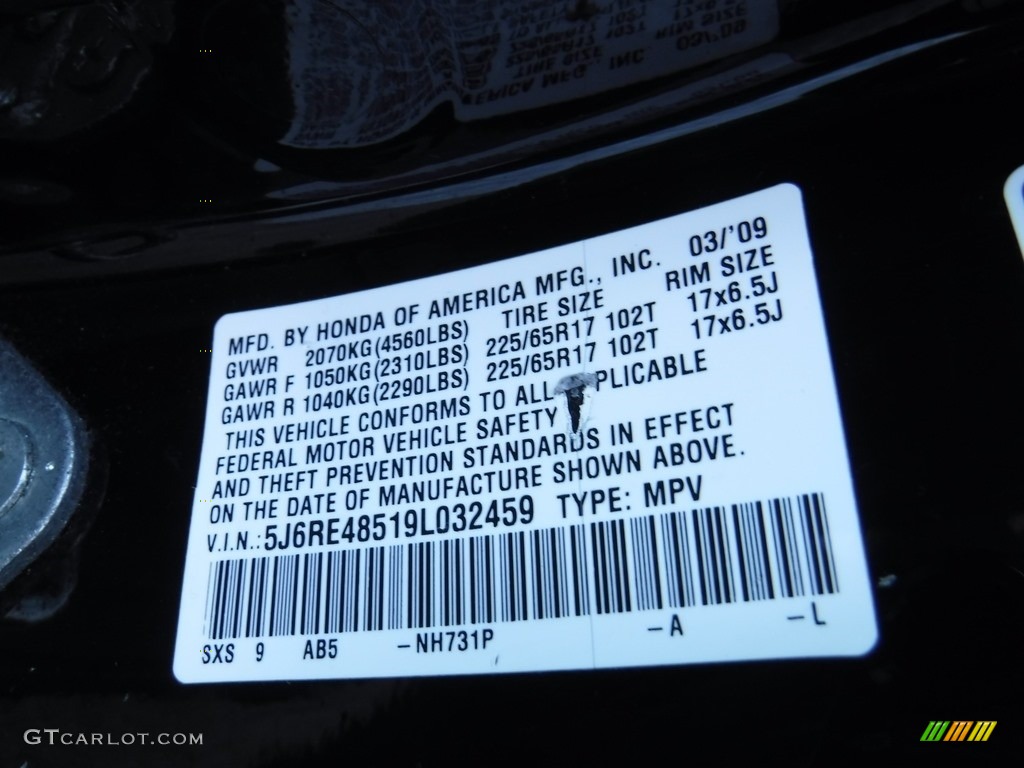 MFD. BY HONDA OF AMERICA MFG., INC. 03/'09
GVWR 2070KG(4560LBS) TIRE SIZE RIM SIZE
GAWR F 1050KG(2310LBS) 225/65R17 102T 17x6.5J
GAWR R 1040KG(2290LBS) 225/65R17 102T 17x6.5J
THIS VEHICLE CONFORMS TO ALL PLICABLE
FEDERAL MOTOR VEHICLE SAFETY
AND THEFT PREVENTION STANDARDS IN EFFECT
ON THE DATE OF MANUFACTURE SHOWN ABOVE.
V.I.N.: 5J6RE48519L032459 TYPE: MPV
SXS 9 AB5 -NH731P -A -L
GTCARLOT.COM